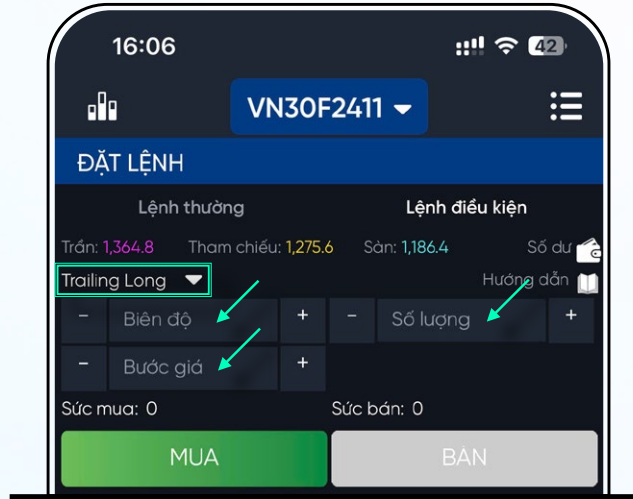 16:06 42
VN30F2411
ĐẶT LỆNH
Lệnh thường Lệnh điều kiện
Trần: 1,364.8 Tham chiếu: 1,275.6 Sàn: 1,186.4 Số dư
Trailing Long Hướng dẫn
- Biên độ + - Số lượng +
- Bước giá +
Sức mua: 0 Sức bán: 0
MUA BÁN